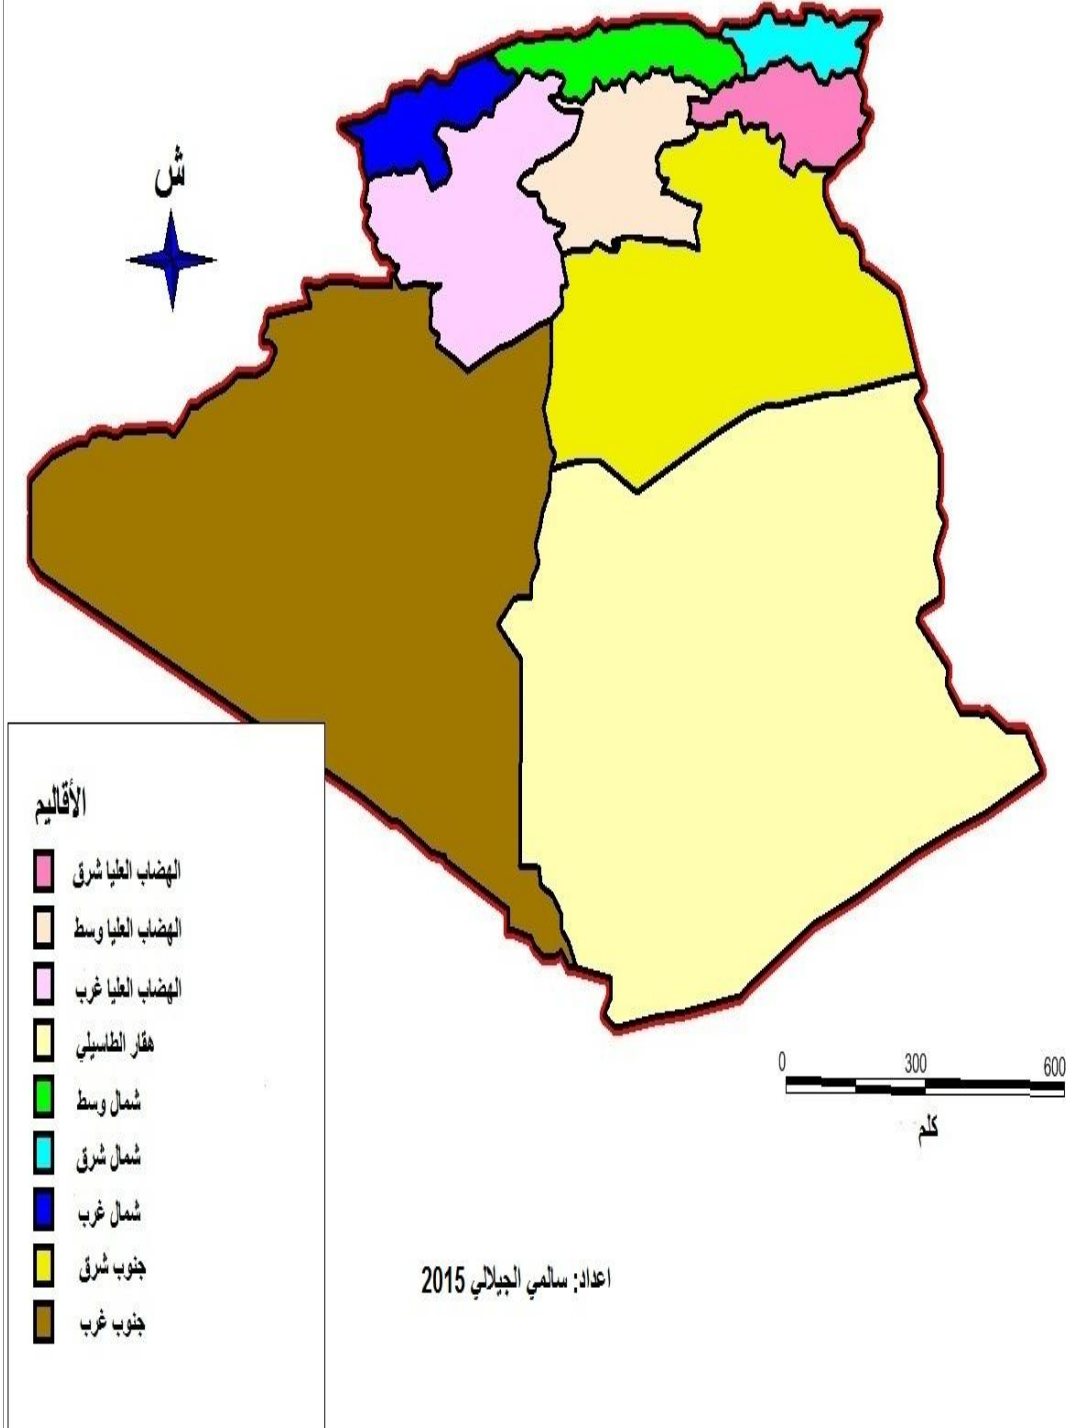 ش
الأقاليم
الهضاب العليا شرق
الهضاب العليا وسط
الهضاب العليا غرب
هقار الطاسيلي
شمال وسط
شمال شرق
شمال غرب
جنوب شرق
جنوب غرب
0 300 600
كلم
اعداد: سالمي الجيلالي 2015